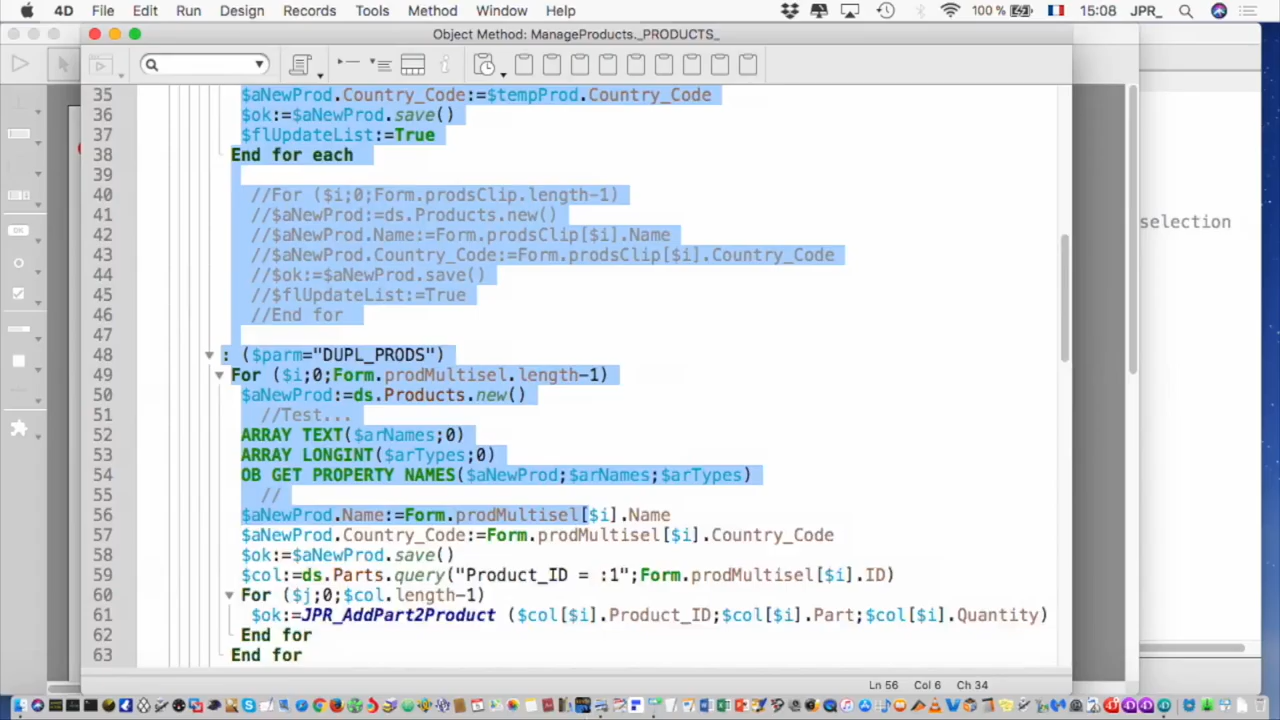 4D File Edit Run Design Records Tools Method Window Help 100 % 15:08 JPR_
Object Method: ManageProducts._PRODUCTS_
35 $aNewProd.Country_Code:=$tempProd.Country_Code
36 $ok:=$aNewProd.save()
37 $flUpdateList:=True
38 End for each
39
40 //For ($i;0;Form.prodsClip.length-1)
41 //$aNewProd:=ds.Products.new()
selection
42 //$aNewProd.Name:=Form.prodsClip[$i].Name
43 //$aNewProd.Country_Code:=Form.prodsClip[$i].Country_Code
44 //$ok:=$aNewProd.save()
45 //$flUpdateList:=True
46 //End for
47
48 : ($parm="DUPL_PRODS")
49 For ($i;0;Form.prodMultisel.length-1)
50 $aNewProd:=ds.Products.new()
51 //Test...
52 ARRAY TEXT($arNames;0)
53 ARRAY LONGINT($arTypes;0)
54 OB GET PROPERTY NAMES($aNewProd;$arNames;$arTypes)
55 //
56 $aNewProd.Name:=Form.prodMultisel[$i].Name
57 $aNewProd.Country_Code:=Form.prodMultisel[$i].Country_Code
58 $ok:=$aNewProd.save()
59 $col:=ds.Parts.query("Product_ID = :1";Form.prodMultisel[$i].ID)
60 For ($j;0;$col.length-1)
61 $ok:=JPR_AddPart2Product ($col[$i].Product_ID;$col[$i].Part;$col[$i].Quantity)
62 End for
63 End for
Ln 56 Col 6 Ch 34